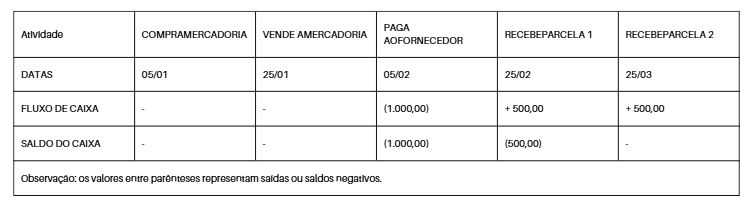 Atividade COMPRAMERCADORIA VENDE AMERCADORIA PAGA AOFORNECEDOR RECEBEPARCELA 1 RECEBEPARCELA 2
DATAS 05/01 25/01 05/02 25/02 25/03
FLUXO DE CAIXA - - (1.000,00) + 500,00 + 500,00
SALDO DO CAIXA - - (1.000,00) (500,00) -
Observação: os valores entre parênteses representam saídas ou saldos negativos.